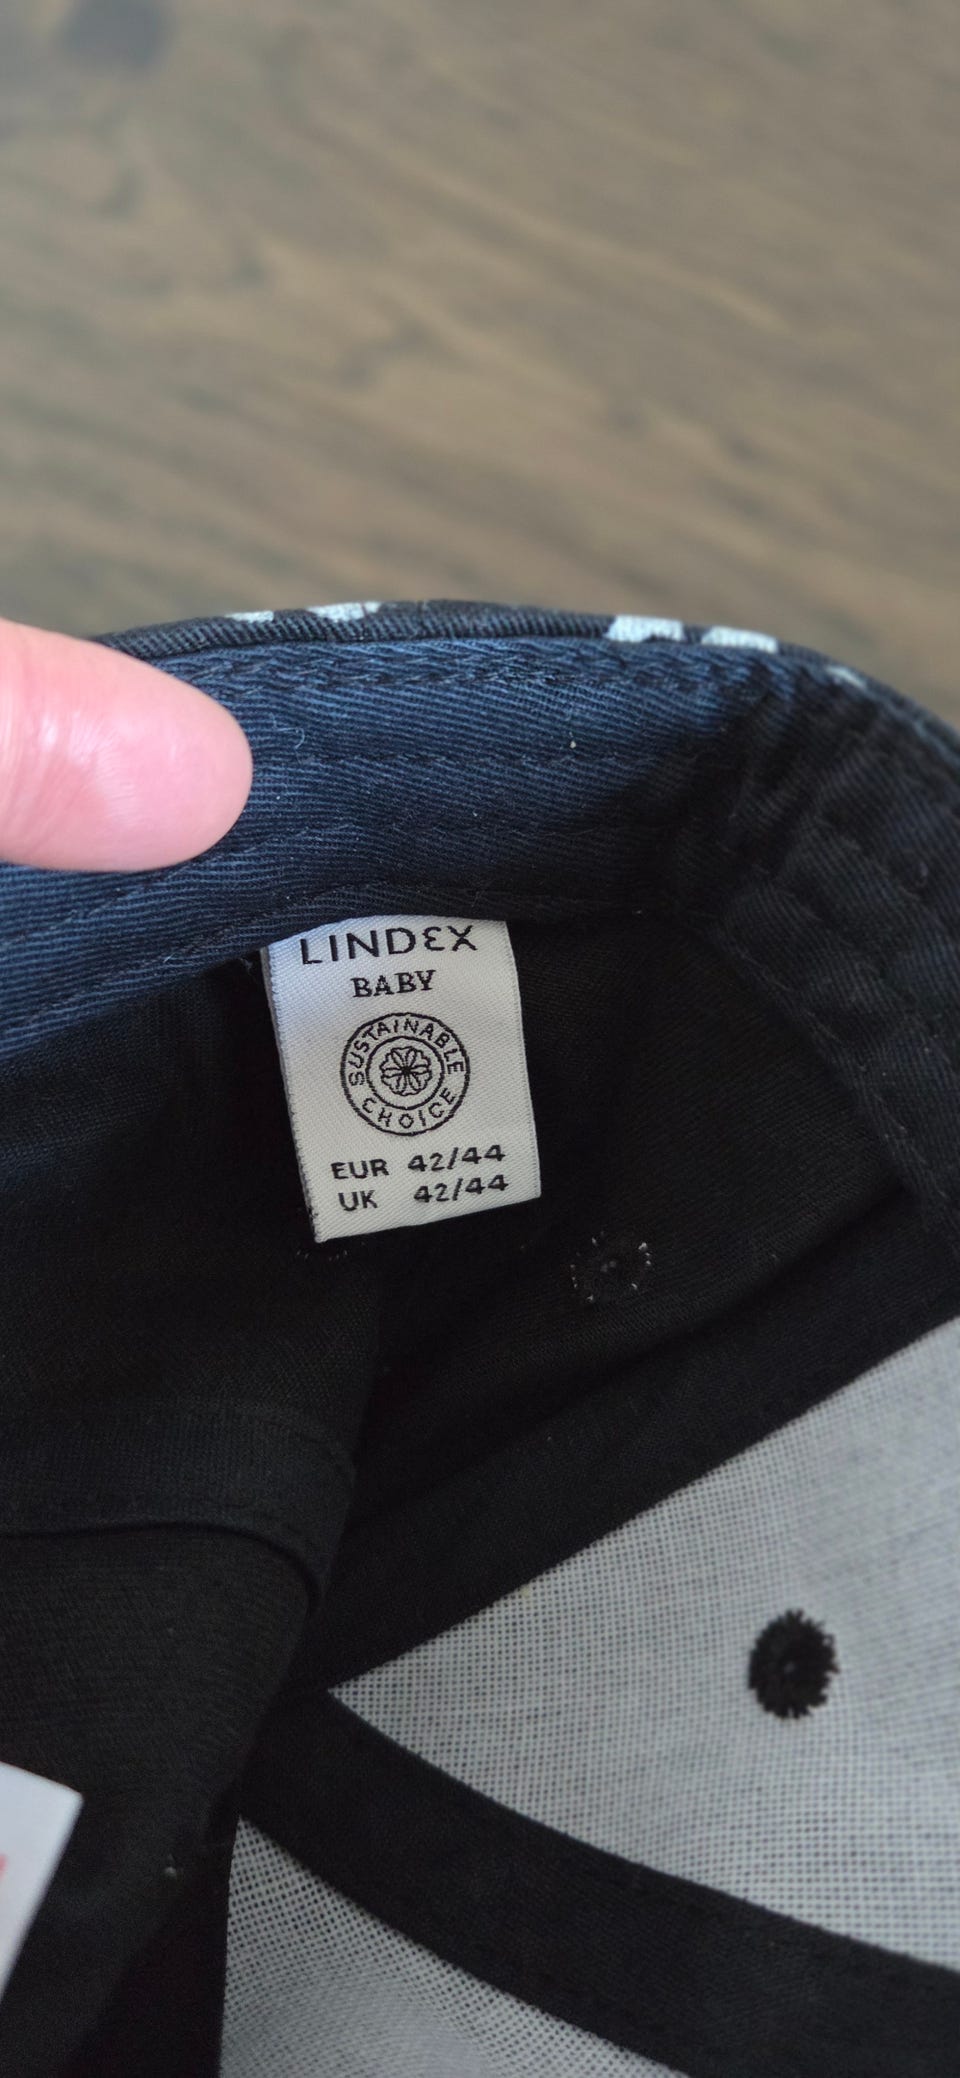 LINDEX
BABY
SUSTAINABLE
CHOICE
EUR 42/44
UK 42/44